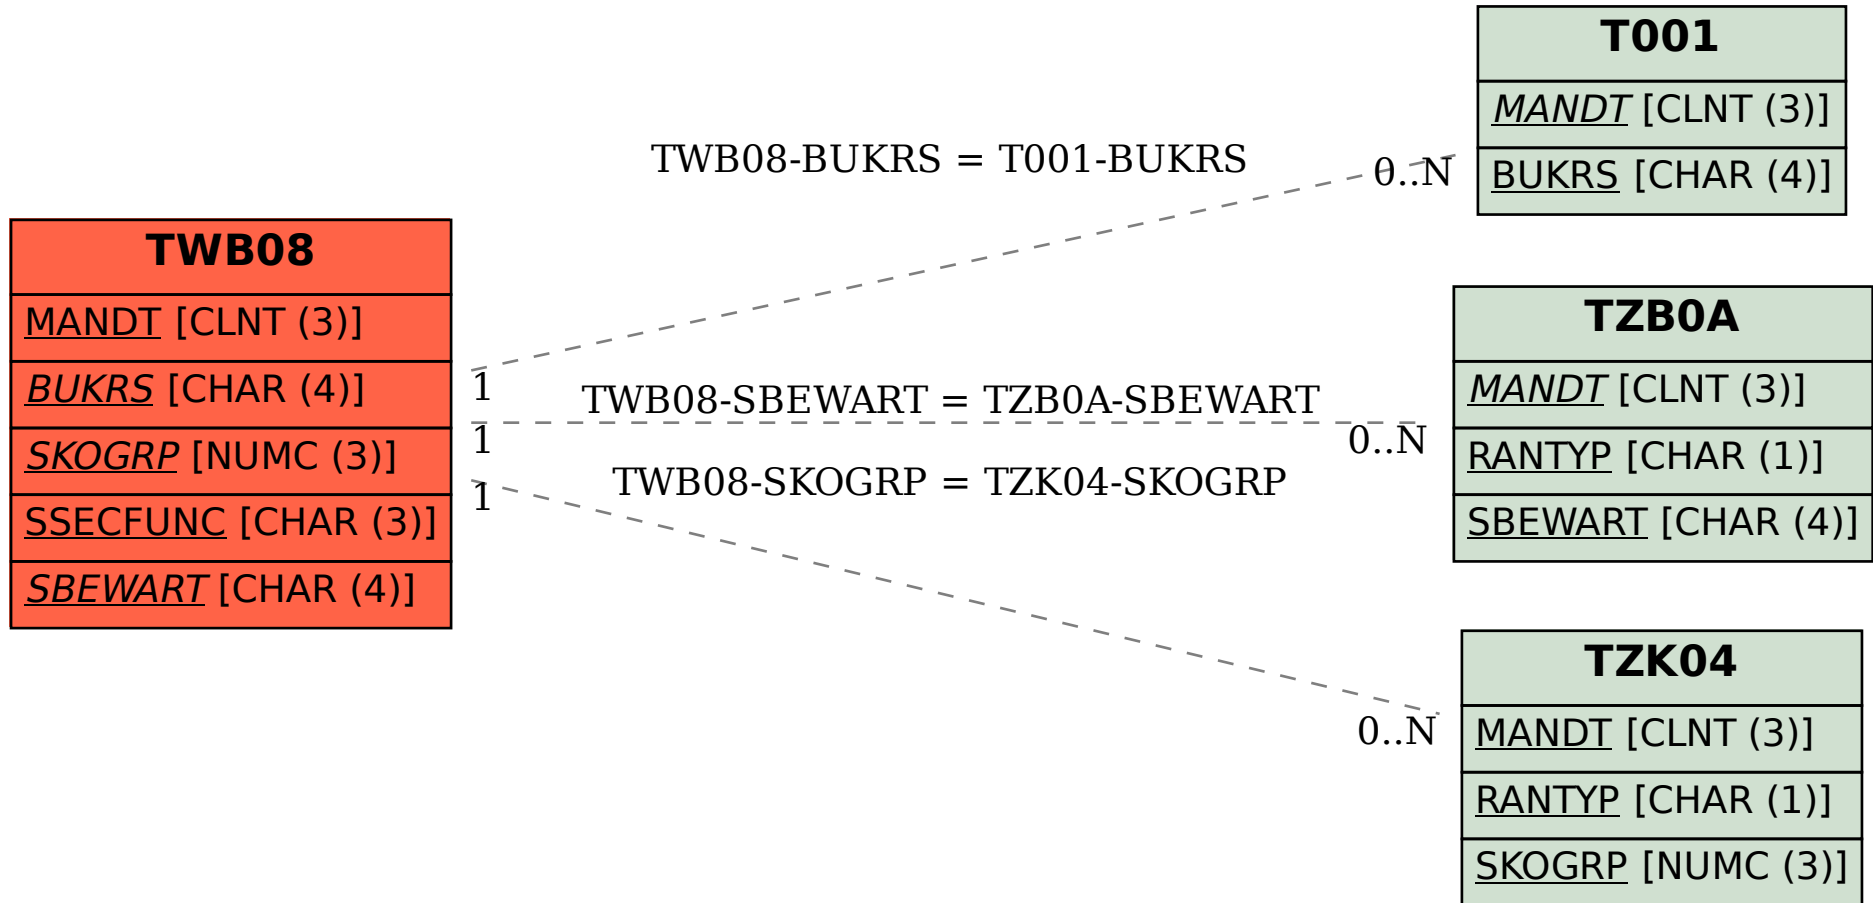 TWB08
MANDT [CLNT (3)]
BUKRS [CHAR (4)]
SKOGRP [NUMC (3)]
SSECFUNC [CHAR (3)]
SBEWART [CHAR (4)]
TWB08-BUKRS = T001-BUKRS
0..N
1
TWB08-SBEWART = TZB0A-SBEWART
1
0..N
TWB08-SKOGRP = TZK04-SKOGRP
1
0..N
T001
MANDT [CLNT (3)]
BUKRS [CHAR (4)]
TZB0A
MANDT [CLNT (3)]
RANTYP [CHAR (1)]
SBEWART [CHAR (4)]
TZK04
MANDT [CLNT (3)]
RANTYP [CHAR (1)]
SKOGRP [NUMC (3)]